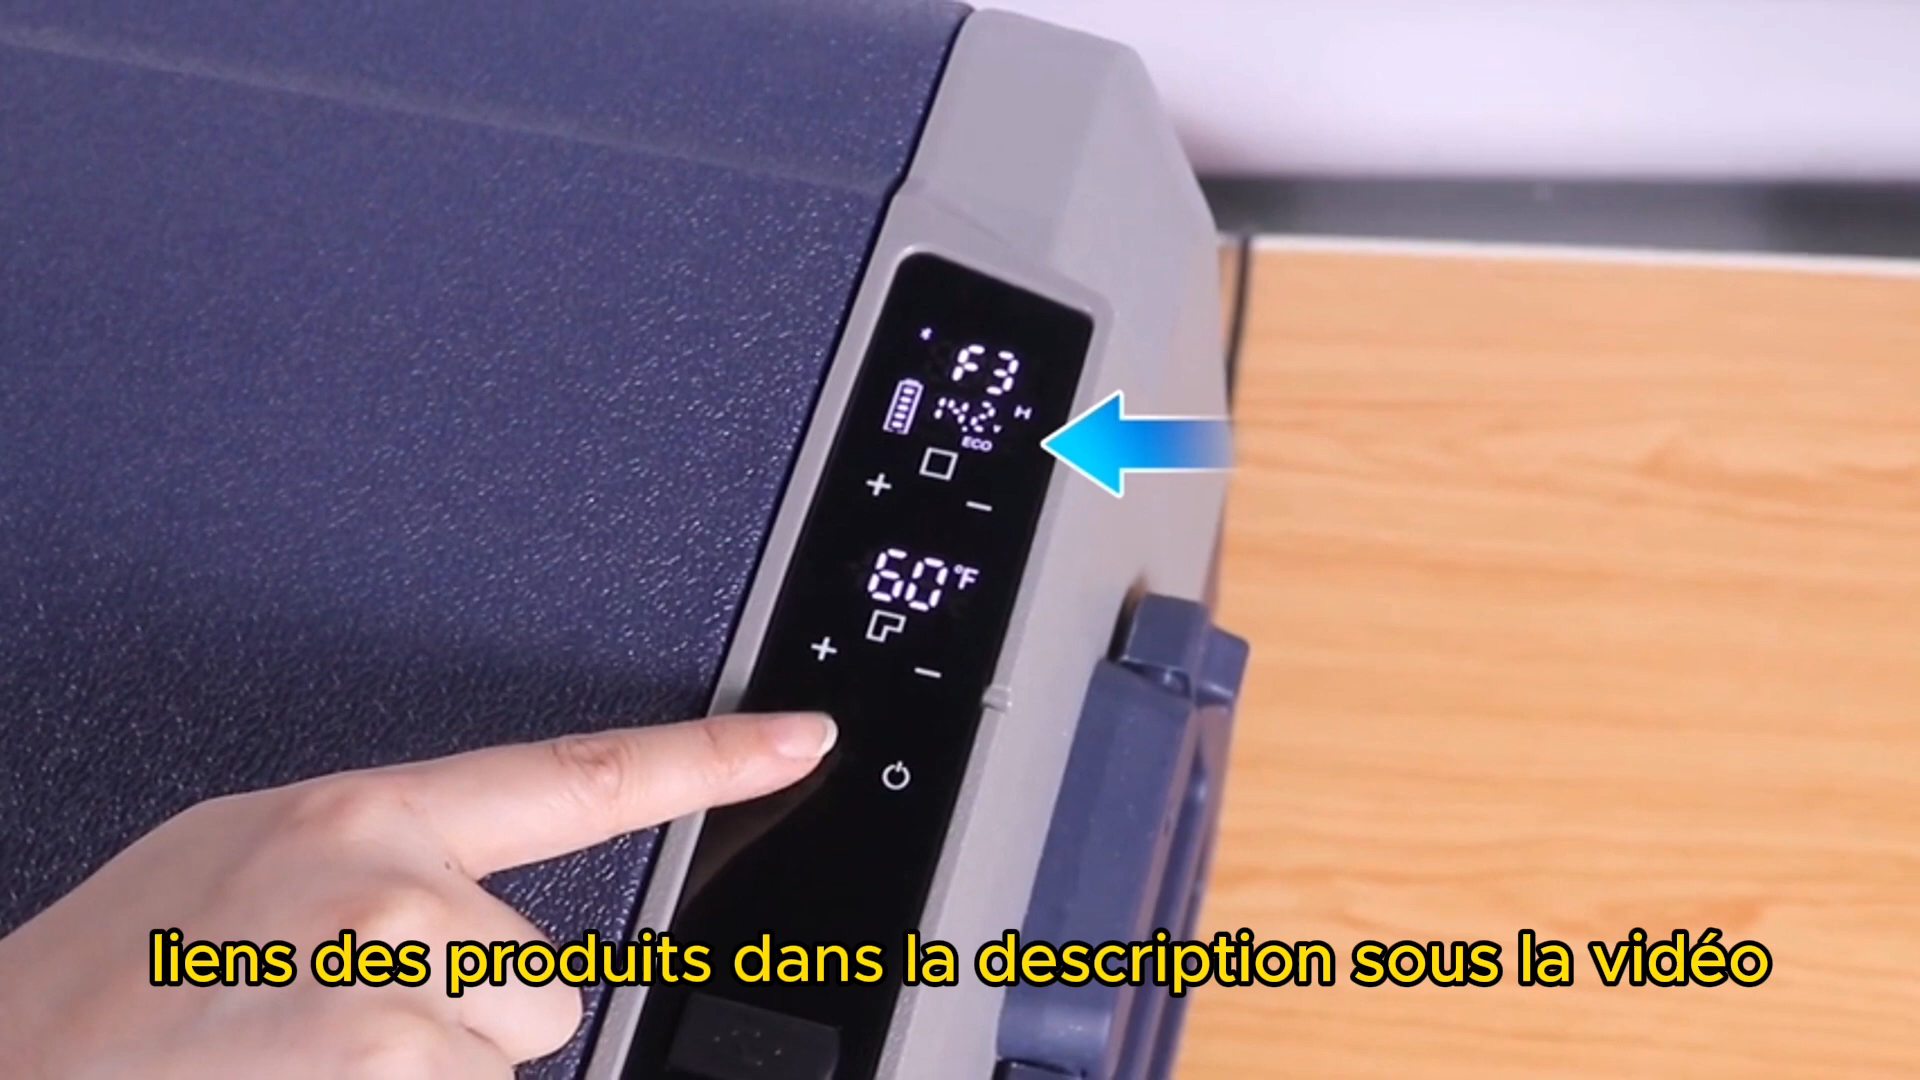 F3
14.2 v H
ECO
+ −
60 °F
+ −
liens des produits dans la description sous la vidéo